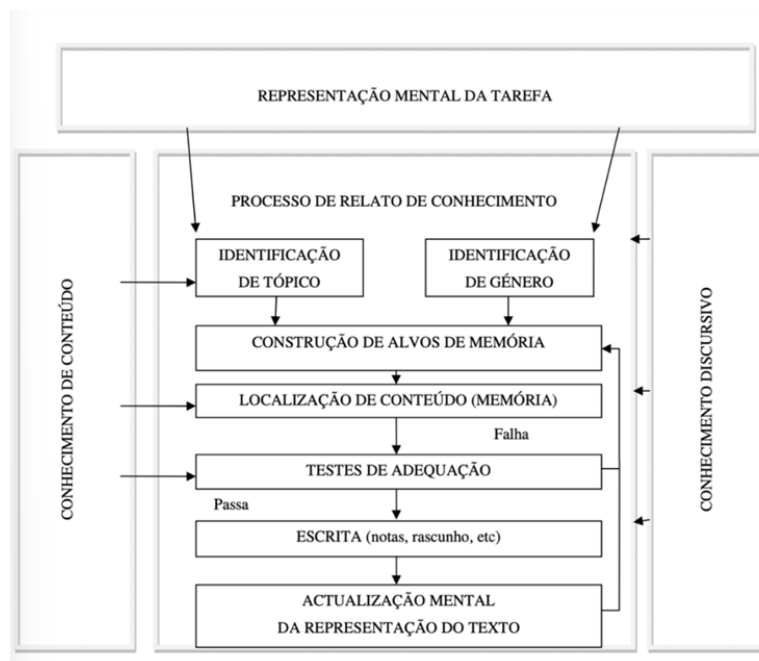 REPRESENTAÇÃO MENTAL DA TAREFA
PROCESSO DE RELATO DE CONHECIMENTO
IDENTIFICAÇÃO
DE TÓPICO
IDENTIFICAÇÃO
DE GÉNERO
CONSTRUÇÃO DE ALVOS DE MEMÓRIA
LOCALIZAÇÃO DE CONTEÚDO (MEMÓRIA)
Falha
TESTES DE ADEQUAÇÃO
Passa
ESCRITA (notas, rascunho, etc)
ACTUALIZAÇÃO MENTAL
DA REPRESENTAÇÃO DO TEXTO
CONHECIMENTO DE CONTEÚDO
CONHECIMENTO DISCURSIVO